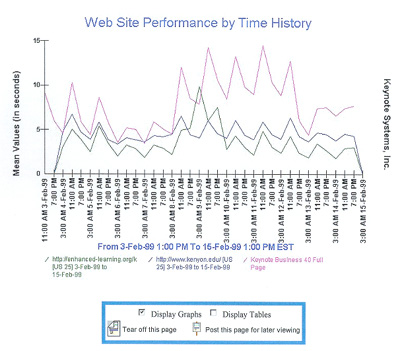 Web Site Performance by Time History
15
10
5
0
Mean Values (in seconds)
Keynote Systems, Inc.
11:00 AM 3-Feb-99
7:00 PM
3:00 AM 4-Feb-99
11:00 AM
7:00 PM
3:00 AM 5-Feb-99
11:00 AM
7:00 PM
3:00 AM 6-Feb-99
11:00 AM
7:00 PM
3:00 AM 7-Feb-99
11:00 AM
7:00 PM
3:00 AM 8-Feb-99
11:00 AM
7:00 PM
3:00 AM 9-Feb-99
11:00 AM
7:00 PM
3:00 AM 10-Feb-99
11:00 AM
7:00 PM
3:00 AM 11-Feb-99
11:00 AM
7:00 PM
3:00 AM 12-Feb-99
11:00 AM
7:00 PM
3:00 AM 13-Feb-99
11:00 AM
7:00 PM
3:00 AM 14-Feb-99
11:00 AM
7:00 PM
3:00 AM 15-Feb-99
From 3-Feb-99 1:00 PM To 15-Feb-99 1:00 PM EST
http://enhanced-learning.org/k
[US 25] 3-Feb-99 to
15-Feb-99
http://www.kenyon.edu/ [US
25] 3-Feb-99 to 15-Feb-99
Keynote Business 40 Full
Page
Display Graphs
Display Tables
Tear off this page
Post this page for later viewing